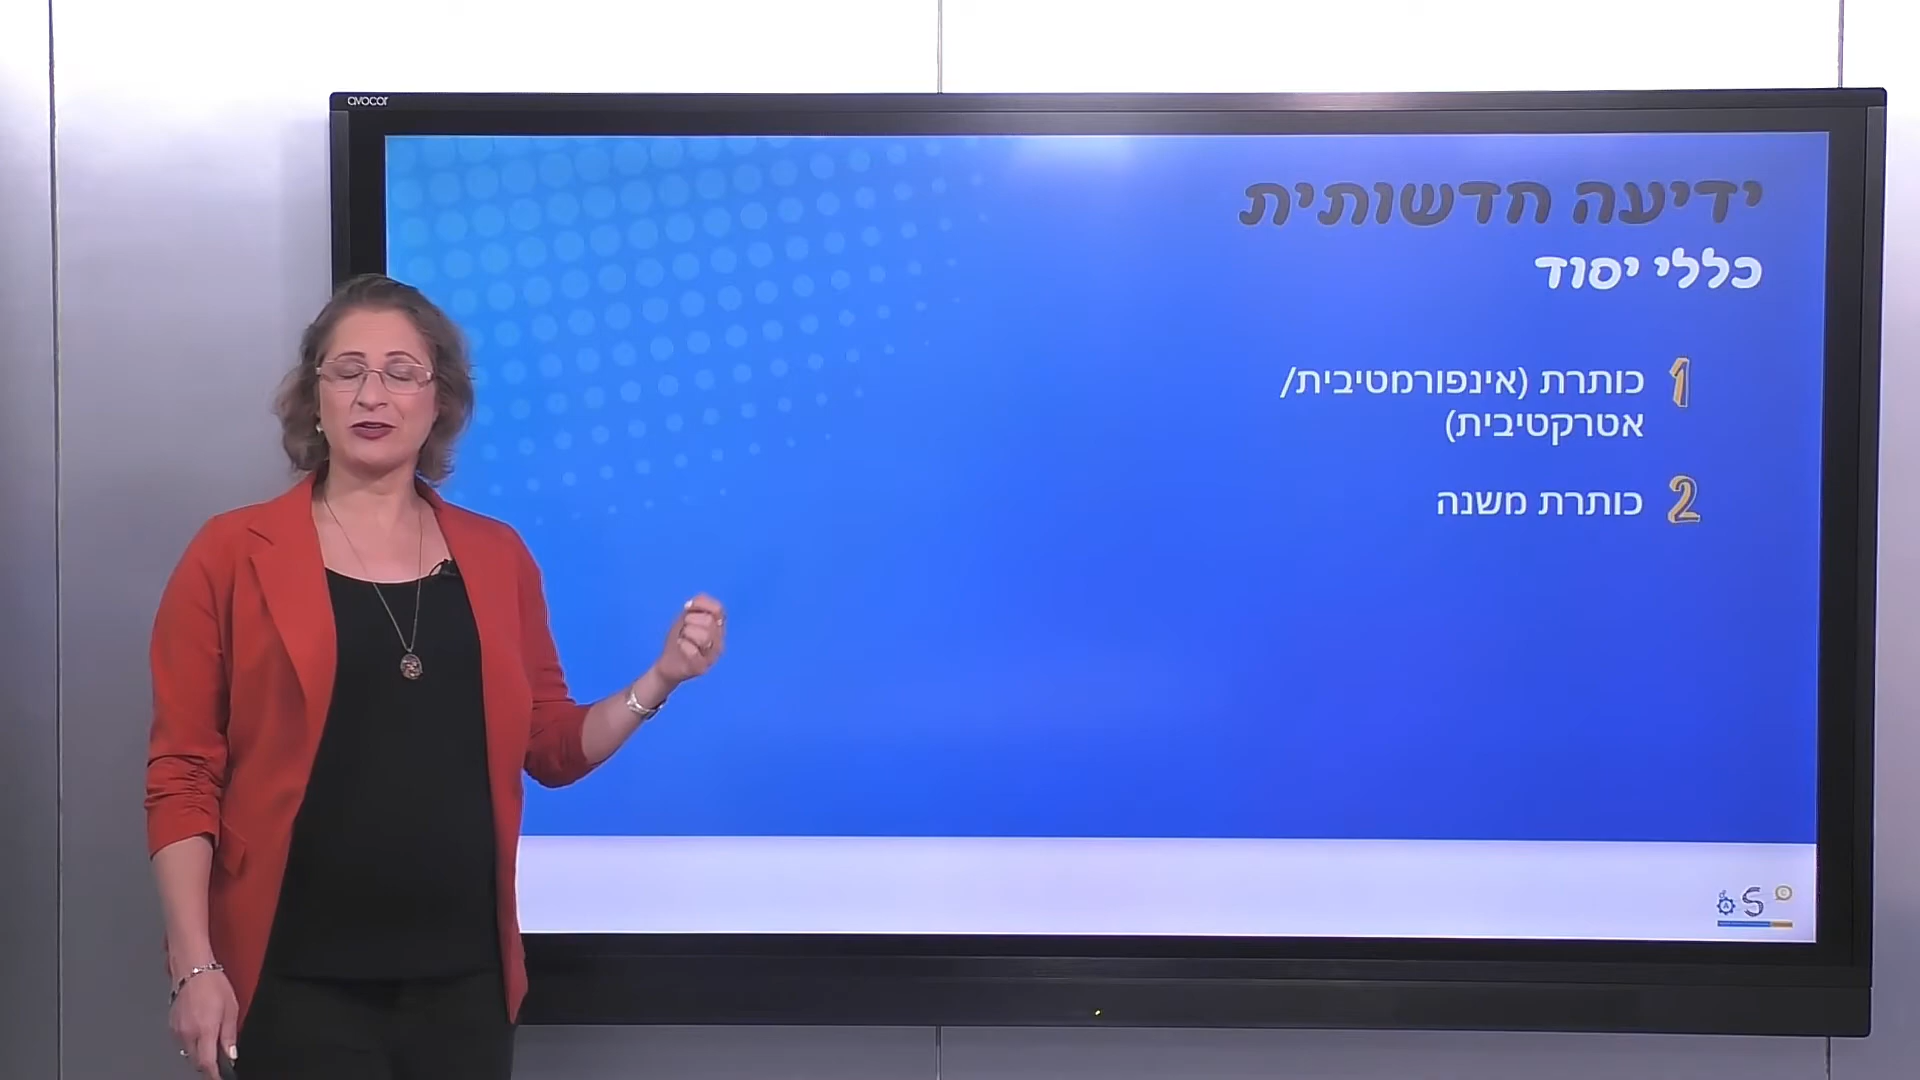 avocor
ידיעה חדשותית
כללי יסוד
1 כותרת (אינפורמטיבית/
אטרקטיבית)
2 כותרת משנה